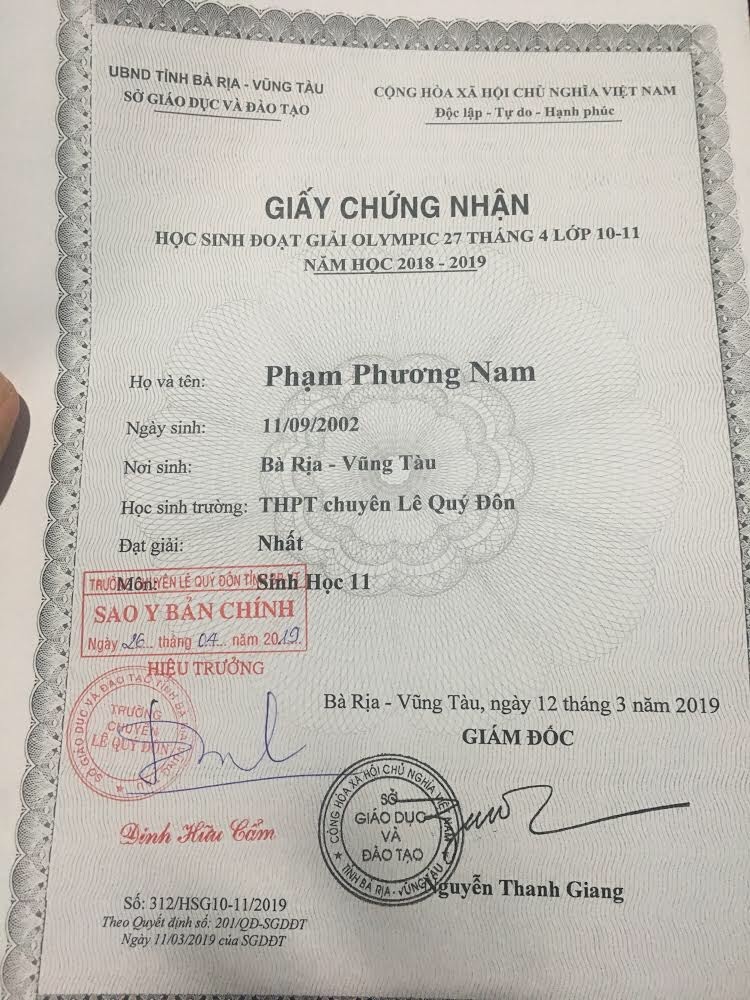 UBND TỈNH BÀ RỊA - VŨNG TÀU
SỞ GIÁO DỤC VÀ ĐÀO TẠO
CỘNG HÒA XÃ HỘI CHỦ NGHĨA VIỆT NAM
Độc lập - Tự do - Hạnh phúc
GIẤY CHỨNG NHẬN
HỌC SINH ĐOẠT GIẢI OLYMPIC 27 THÁNG 4 LỚP 10-11
NĂM HỌC 2018 - 2019
Họ và tên: Phạm Phương Nam
Ngày sinh: 11/09/2002
Nơi sinh: Bà Rịa - Vũng Tàu
Học sinh trường: THPT chuyên Lê Quý Đôn
Đạt giải: Nhất
Môn: Sinh Học 11
TRƯỜNG CHUYÊN LÊ QUÝ ĐÔN TỈNH
SAO Y BẢN CHÍNH
Ngày 26 tháng 04 năm 2019
HIỆU TRƯỞNG
SỞ GIÁO DỤC VÀ ĐÀO TẠO TỈNH BÀ RỊA VŨNG TÀU
TRƯỜNG
CHUYÊN
LÊ QUÝ ĐÔN
Đinh Hữu Cẩm
Bà Rịa - Vũng Tàu, ngày 12 tháng 3 năm 2019
GIÁM ĐỐC
CỘNG HÒA XÃ HỘI CHỦ NGHĨA VIỆT NAM
SỞ
GIÁO DỤC
VÀ
ĐÀO TẠO
TỈNH BÀ RỊA - VŨNG TÀU
Nguyễn Thanh Giang
Số: 312/HSG10-11/2019
Theo Quyết định số: 201/QĐ-SGDĐT
Ngày 11/03/2019 của SGDĐT